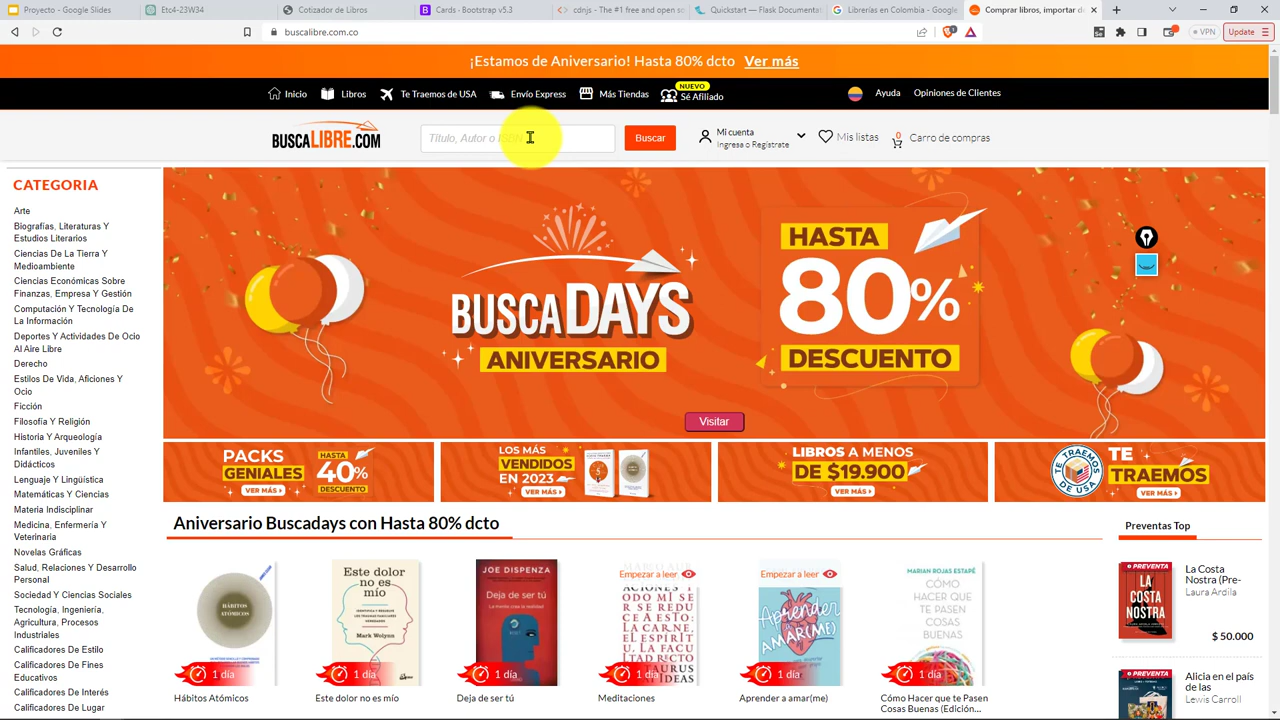 Proyecto - Google Slides
Etc4-23W34
Cotizador de Libros
Cards · Bootstrap v5.3
cdnjs - The #1 free and open so
Quickstart — Flask Documentat
Librerías en Colombia - Google
Comprar libros, importar d
buscalibre.com.co
VPN
Update
¡Estamos de Aniversario! Hasta 80% dcto Ver más
Inicio
Libros
Te Traemos de USA
Envío Express
Más Tiendas
NUEVO
Sé Afiliado
Ayuda
Opiniones de Clientes
BUSCALIBRE.COM
Título, Autor o ISBN
Buscar
Mi cuenta
Ingresa o Regístrate
Mis listas
0
Carro de compras
CATEGORIA
Arte
Biografías, Literaturas Y
Estudios Literarios
Ciencias De La Tierra Y
Medioambiente
Ciencias Económicas Sobre
Finanzas, Empresa Y Gestión
Computación Y Tecnología De
La Información
Deportes Y Actividades De Ocio
Al Aire Libre
Derecho
Estilos De Vida, Aficiones Y
Ocio
Ficción
Filosofía Y Religión
Historia Y Arqueología
Infantiles, Juveniles Y
Didácticos
Lenguaje Y Lingüística
Matemáticas Y Ciencias
Materia Indisciplinar
Medicina, Enfermería Y
Veterinaria
Novelas Gráficas
Salud, Relaciones Y Desarrollo
Personal
Sociedad Y Ciencias Sociales
Tecnología, Ingeniería,
Agricultura, Procesos
Industriales
Calificadores De Estilo
Calificadores De Fines
Educativos
Calificadores De Interés
Calificadores De Lugar
BUSCADAYS
ANIVERSARIO
HASTA
80%
DESCUENTO
Visitar
PACKS
GENIALES
HASTA
40%
DESCUENTO
VER MÁS
LOS MÁS
VENDIDOS
EN 2023
VER MÁS
LIBROS A MENOS
DE $19.900
VER MÁS
TE TRAEMOS DE USA
TE
TRAEMOS
VER MÁS
Aniversario Buscadays con Hasta 80% dcto
HÁBITOS
ATÓMICOS
1 día
Hábitos Atómicos
Este dolor
no es mío
Mark Wolynn
1 día
Este dolor no es mío
JOE DISPENZA
Deja de ser tú
1 día
Deja de ser tú
Empezar a leer
1 día
Meditaciones
Empezar a leer
Aprender a
AMAR(ME)
1 día
Aprender a amar(me)
MARIAN ROJAS ESTAPÉ
CÓMO
HACER QUE
TE PASEN
COSAS
BUENAS
1 día
Cómo Hacer que te Pasen
Cosas Buenas (Edición...
Preventas Top
PREVENTA
LA COSTA
NOSTRA
La Costa
Nostra (Pre-
Laura Ardila
$ 50.000
PREVENTA
Alicia en el país
de las
Lewis Carroll